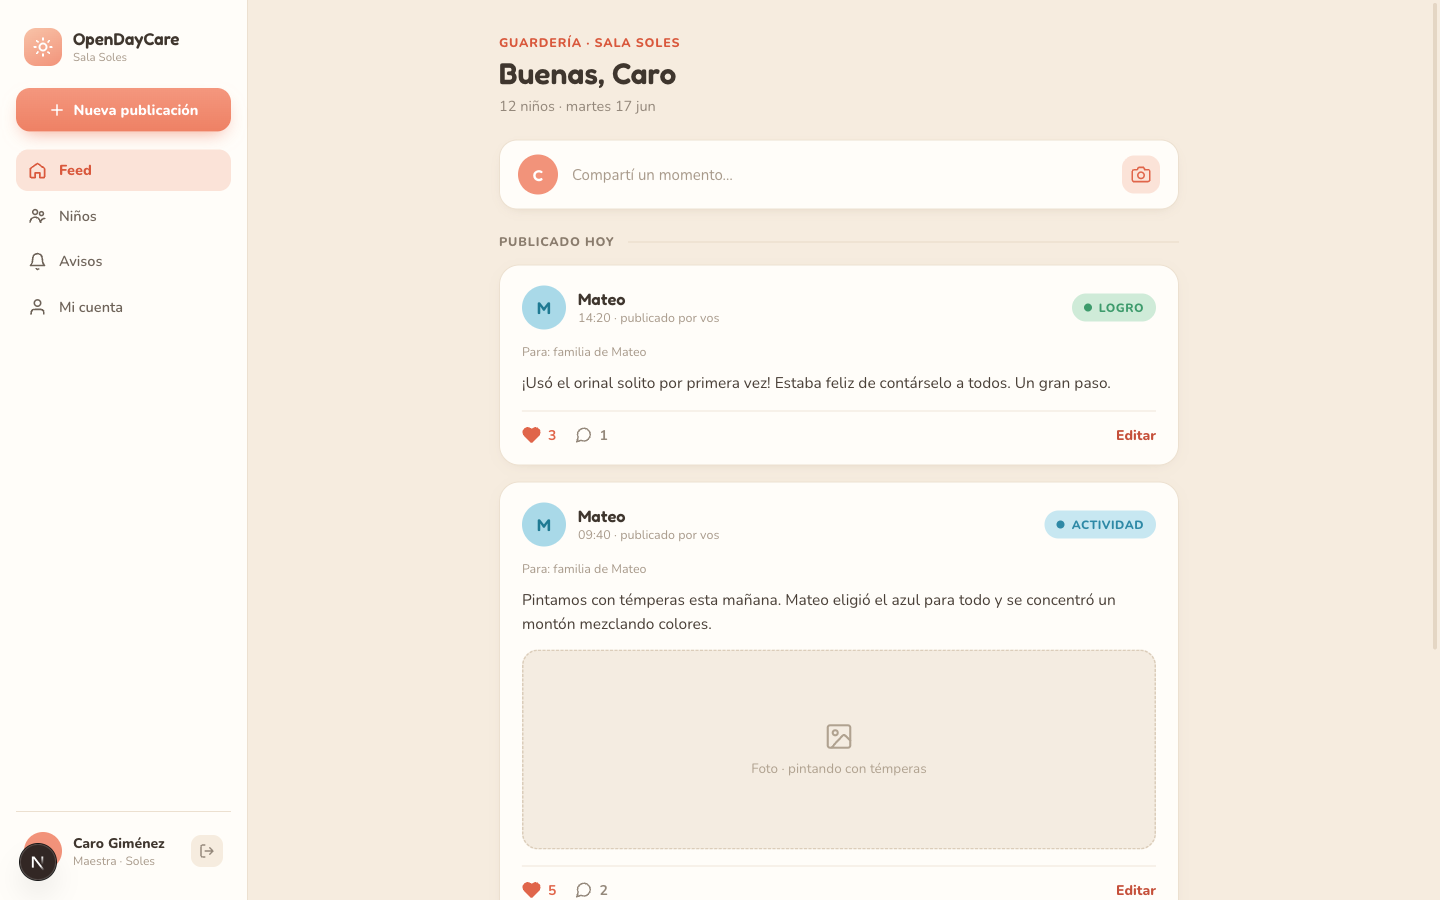 OpenDayCare
Sala Soles
Nueva publicación
Feed
Niños
Avisos
Mi cuenta
Caro Giménez
Maestra · Soles
N
GUARDERÍA · SALA SOLES
Buenas, Caro
12 niños · martes 17 jun
C
Compartí un momento...
PUBLICADO HOY
M
Mateo
14:20 · publicado por vos
LOGRO
Para: familia de Mateo
¡Usó el orinal solito por primera vez! Estaba feliz de contárselo a todos. Un gran paso.
3
1
Editar
M
Mateo
09:40 · publicado por vos
ACTIVIDAD
Para: familia de Mateo
Pintamos con témperas esta mañana. Mateo eligió el azul para todo y se concentró un
montón mezclando colores.
Foto · pintando con témperas
5
2
Editar